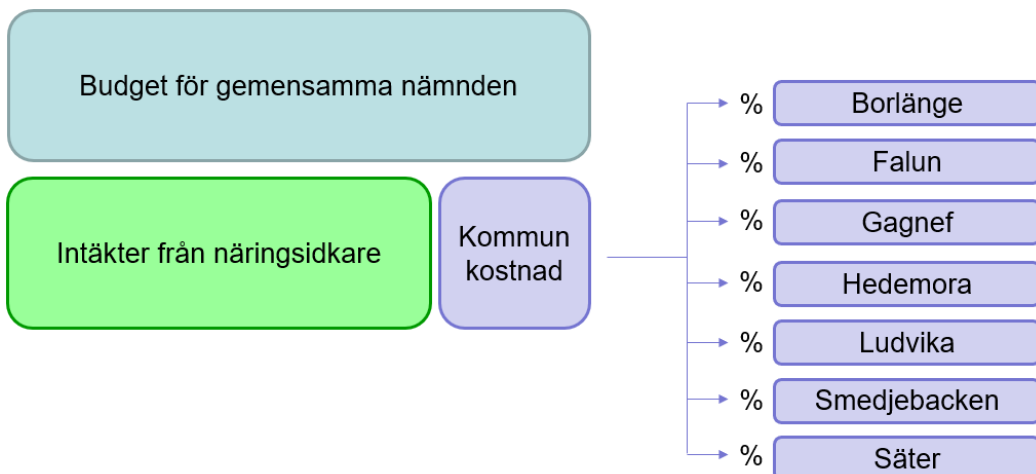 Budget för gemensamma nämnden
Intäkter från näringsidkare
Kommun
kostnad
% Borlänge
% Falun
% Gagnef
% Hedemora
% Ludvika
% Smedjebacken
% Säter